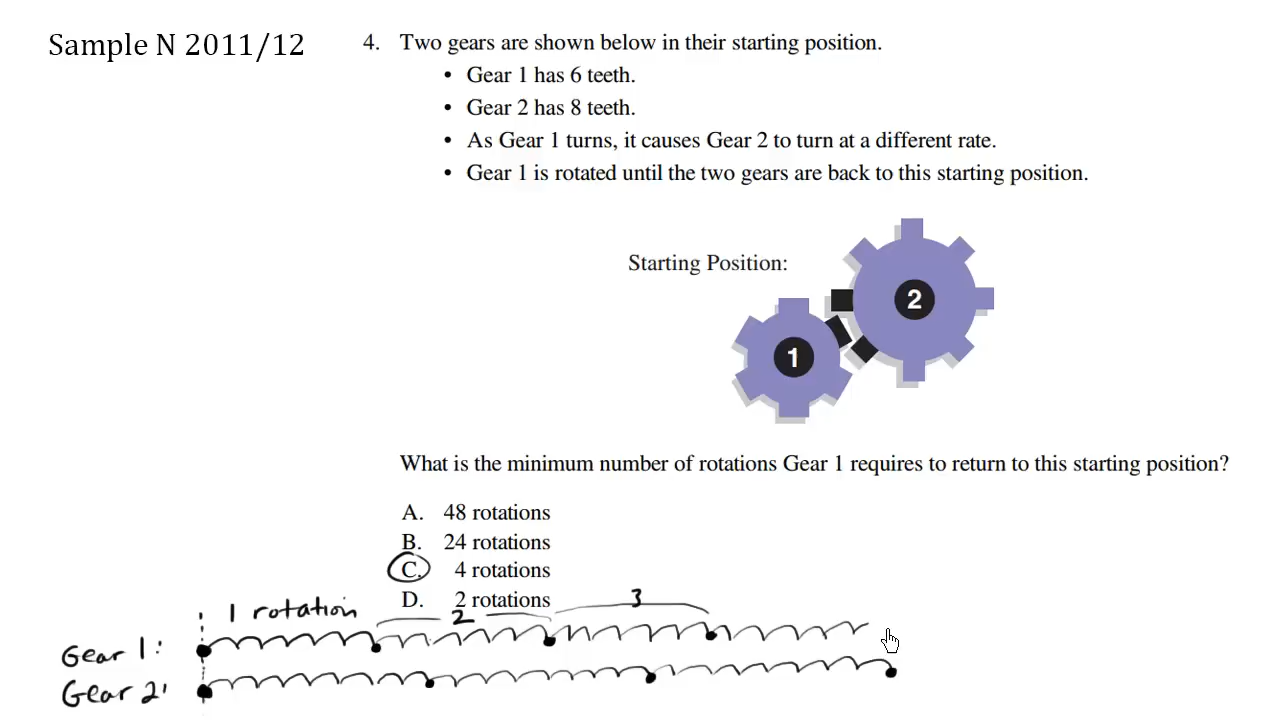 Sample N 2011/12
4. Two gears are shown below in their starting position.
• Gear 1 has 6 teeth.
• Gear 2 has 8 teeth.
• As Gear 1 turns, it causes Gear 2 to turn at a different rate.
• Gear 1 is rotated until the two gears are back to this starting position.
Starting Position:
2
1
What is the minimum number of rotations Gear 1 requires to return to this starting position?
A. 48 rotations
B. 24 rotations
C. 4 rotations
D. 2 rotations
1 rotation 2 3
Gear 1:
Gear 2: